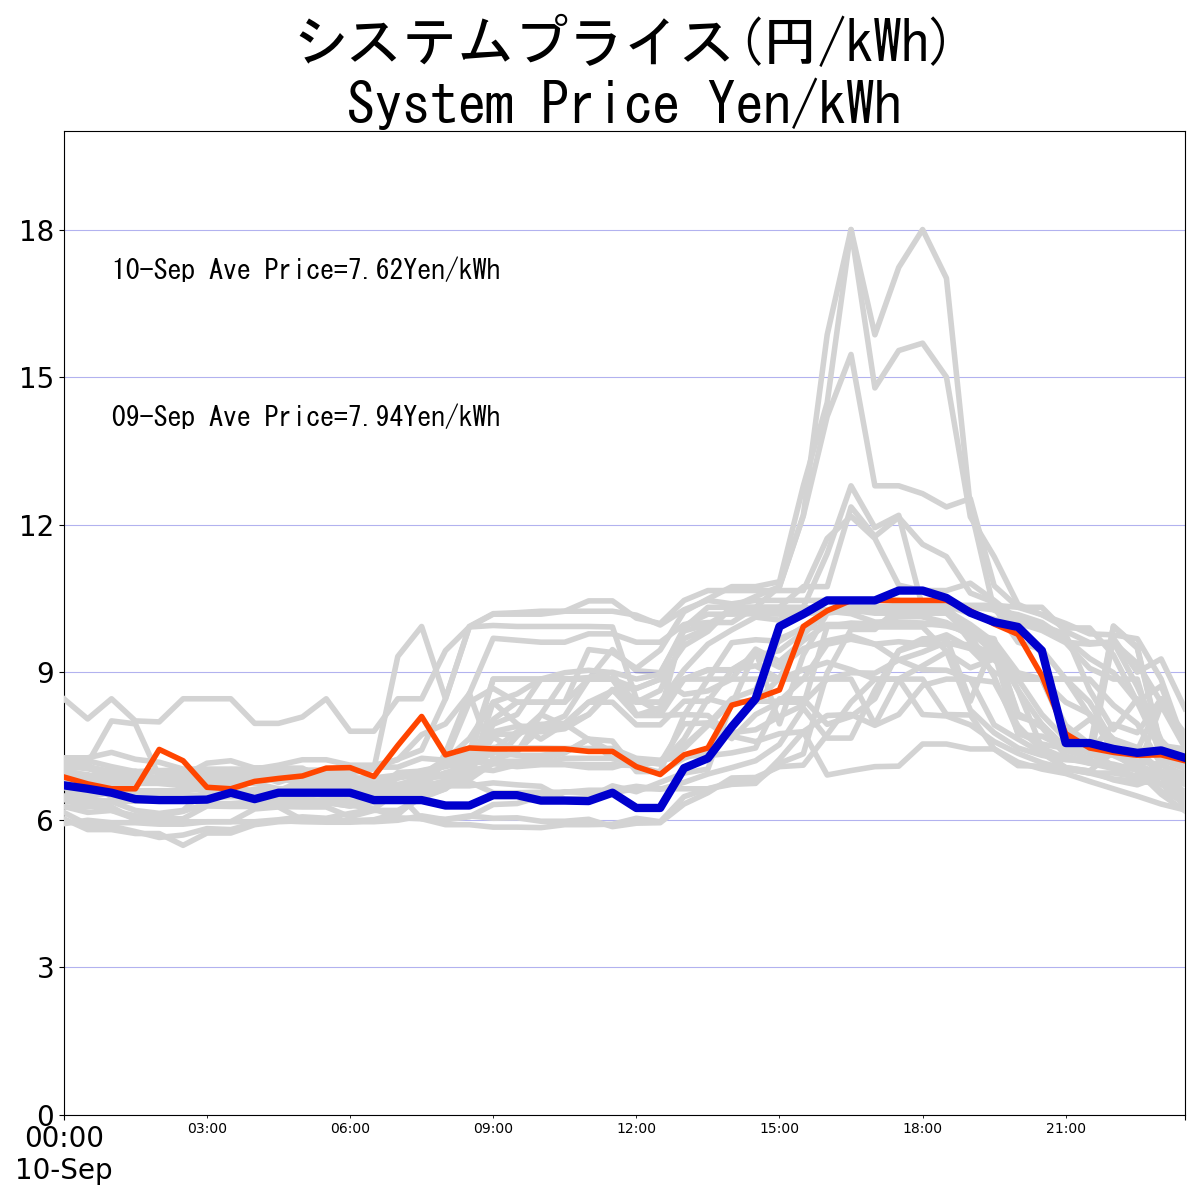 システムプライス(円/kWh)
System Price Yen/kWh
18
10-Sep Ave Price=7.62Yen/kWh
15
09-Sep Ave Price=7.94Yen/kWh
12
9
6
3
0
00:00 03:00 06:00 09:00 12:00 15:00 18:00 21:00
10-Sep